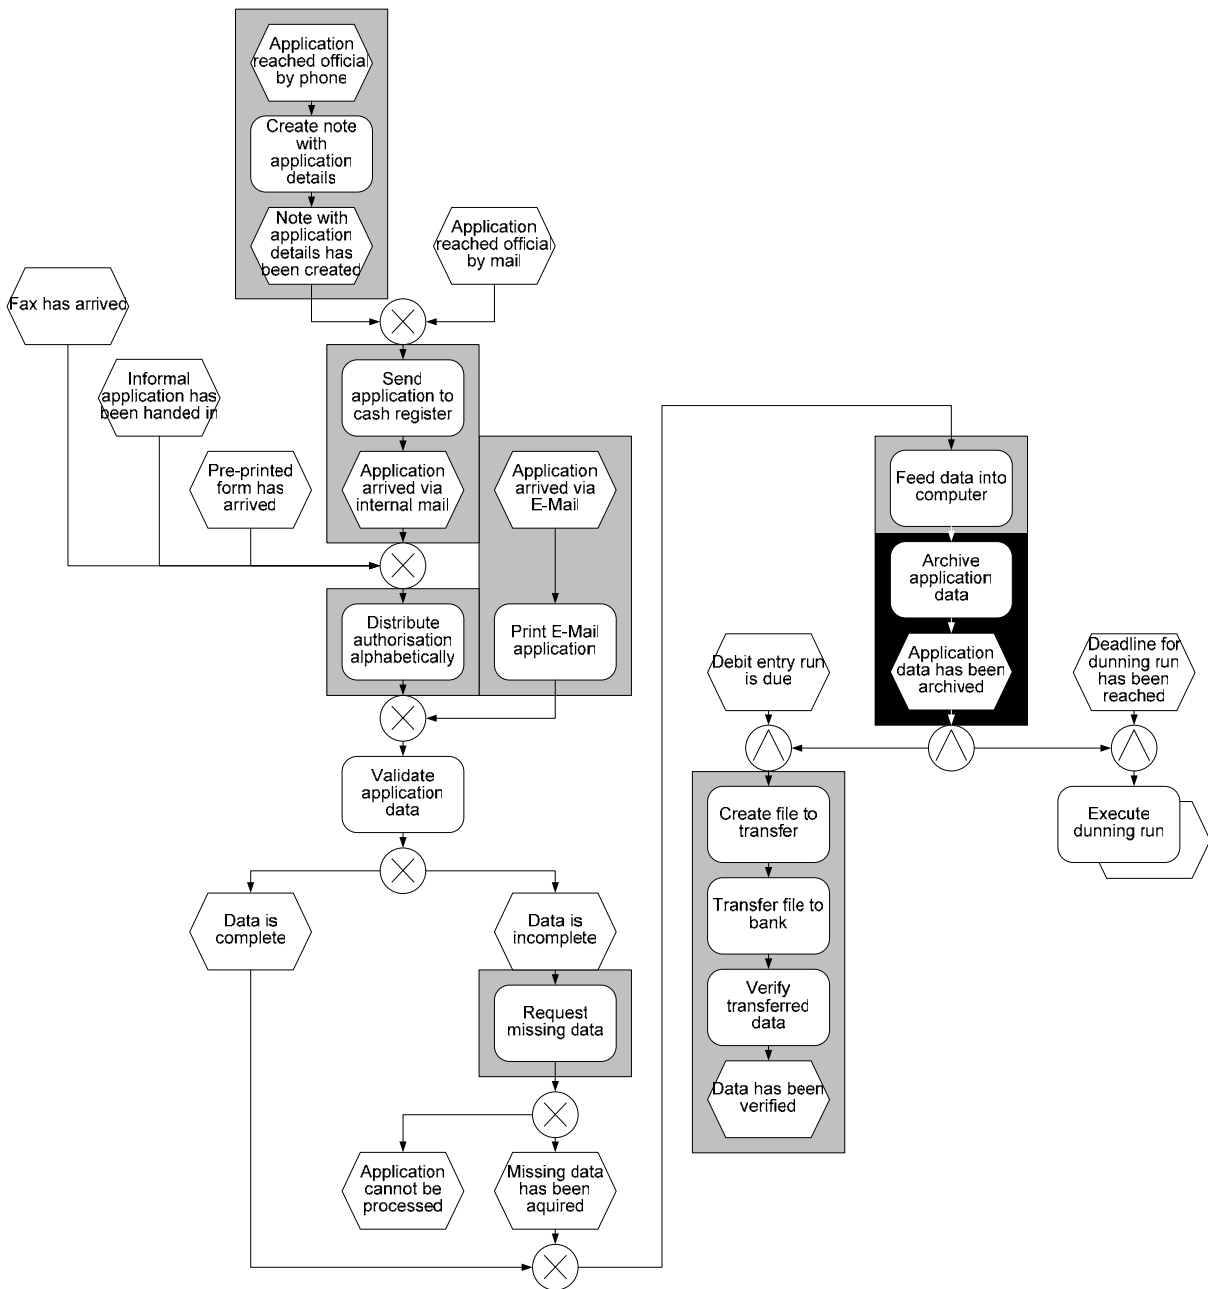 Application
reached official
by phone
Create note
with
application
details
Note with
application
details has
been created
Application
reached official
by mail
Fax has arrived
Informal
application has
been handed in
Send
application to
cash register
Pre-printed
form has
arrived
Application
arrived via
internal mail
Application
arrived via
E-Mail
Distribute
authorisation
alphabetically
Print E-Mail
application
Validate
application
data
Data is
complete
Data is
incomplete
Request
missing data
Application
cannot be
processed
Missing data
has been
aquired
Feed data into
computer
Archive
application
data
Application
data has been
archived
Debit entry run
is due
Deadline for
dunning run
has been
reached
Create file to
transfer
Transfer file to
bank
Verify
transferred
data
Data has been
verified
Execute
dunning run